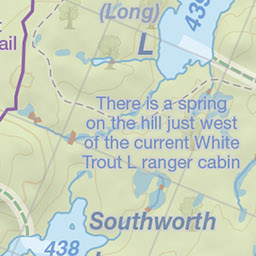 (Long)
439
L
t
ail
There is a spring
on the hill just west
of the current White
Trout L ranger cabin
Southworth
438